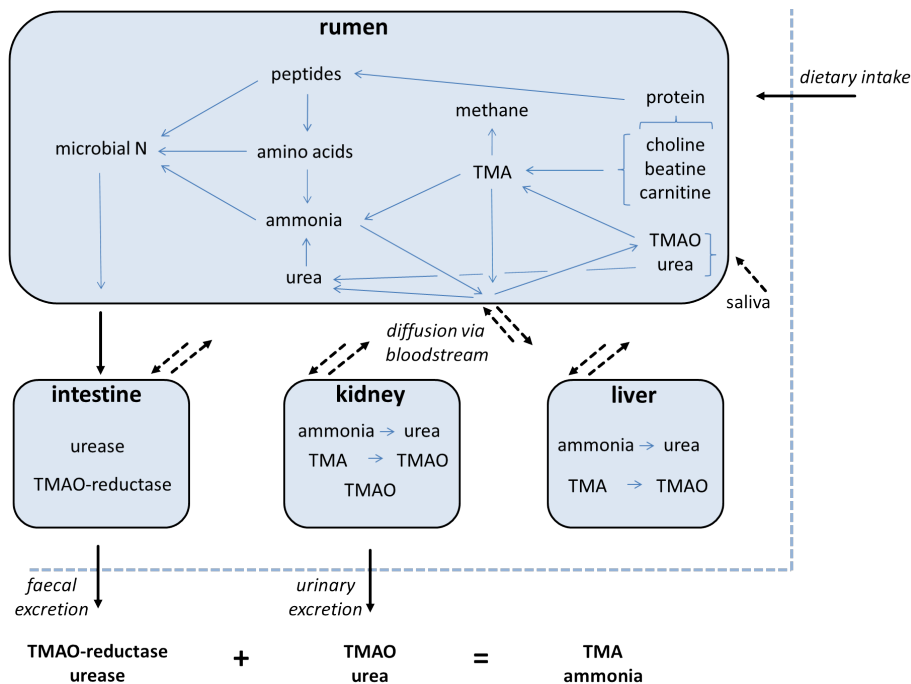 rumen
peptides
dietary intake
protein
methane
microbial N
amino acids
choline
beatine
carnitine
TMA
ammonia
TMAO
urea
urea
saliva
diffusion via
bloodstream
intestine
urease
TMAO-reductase
kidney
ammonia urea
TMA TMAO
TMAO
liver
ammonia urea
TMA TMAO
faecal
excretion
urinary
excretion
TMAO-reductase
urease
+
TMAO
urea
=
TMA
ammonia